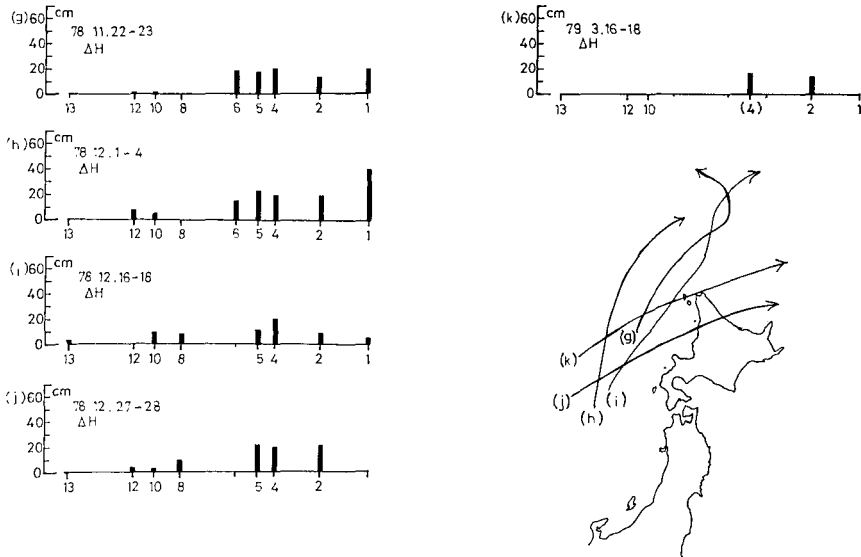 (g) 60 cm
40
20
0
78 11.22-23
ΔH
13 12 10 8 6 5 4 2 1
(h) 60 cm
40
20
0
78 12.1-4
ΔH
13 12 10 8 6 5 4 2 1
(i) 60 cm
40
20
0
78 12.16-18
ΔH
13 12 10 8 5 4 2 1
(j) 60 cm
40
20
0
78 12.27-28
ΔH
13 12 10 8 5 4 2 1
(k) 60 cm
40
20
0
79 3.16-18
ΔH
13 12 10 (4) 2 1
(k)
(g)
(j)
(h)
(i)